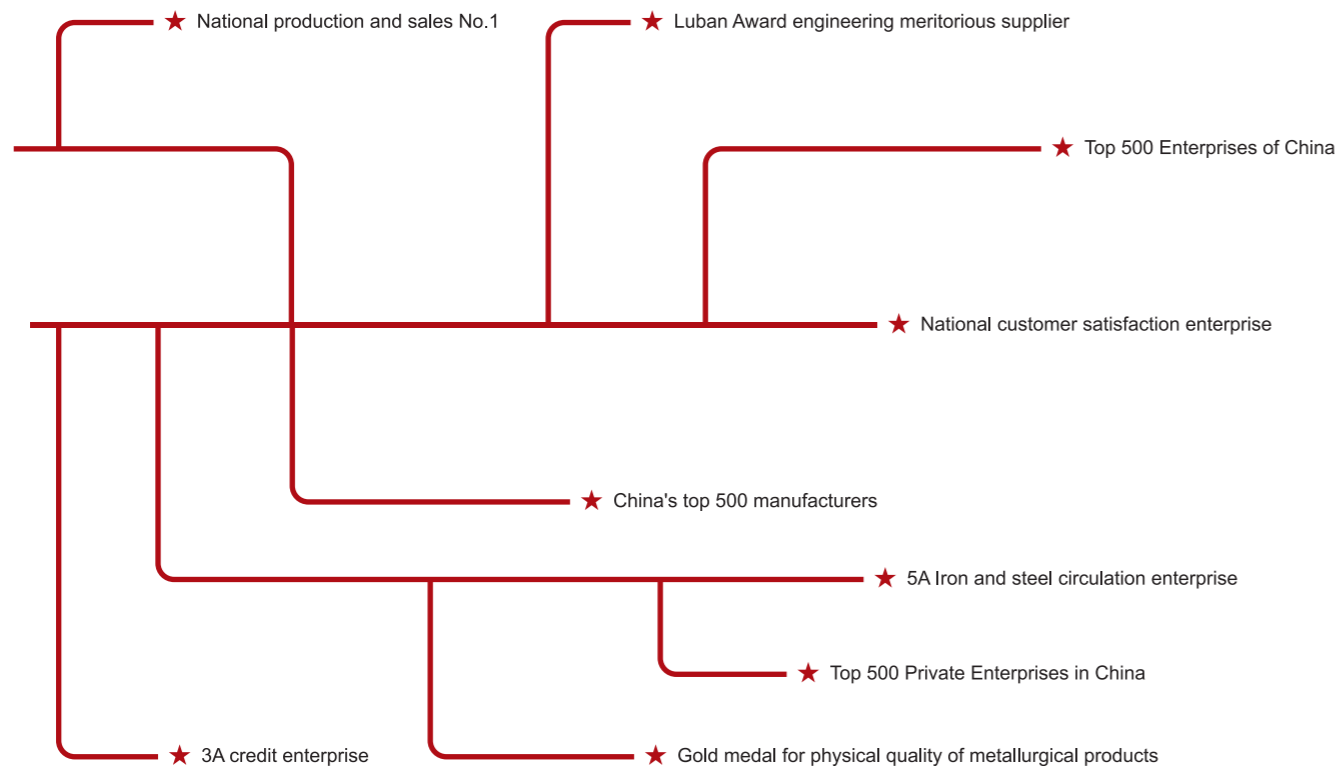 National production and sales No.1
Luban Award engineering meritorious supplier
Top 500 Enterprises of China
National customer satisfaction enterprise
China's top 500 manufacturers
5A Iron and steel circulation enterprise
Top 500 Private Enterprises in China
3A credit enterprise
Gold medal for physical quality of metallurgical products